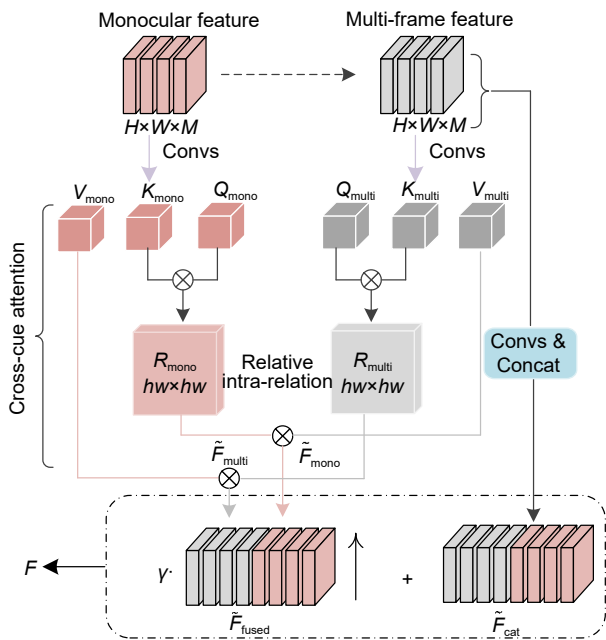 Monocular feature
Multi-frame feature
H×W×M
H×W×M
Convs
Convs
V_mono
K_mono
Q_mono
Q_multi
K_multi
V_multi
Cross-cue attention
R_mono
hw×hw
Relative
intra-relation
R_multi
hw×hw
Convs &
Concat
F̃_multi
F̃_mono
F
γ·
+
F̃_fused
F̃_cat